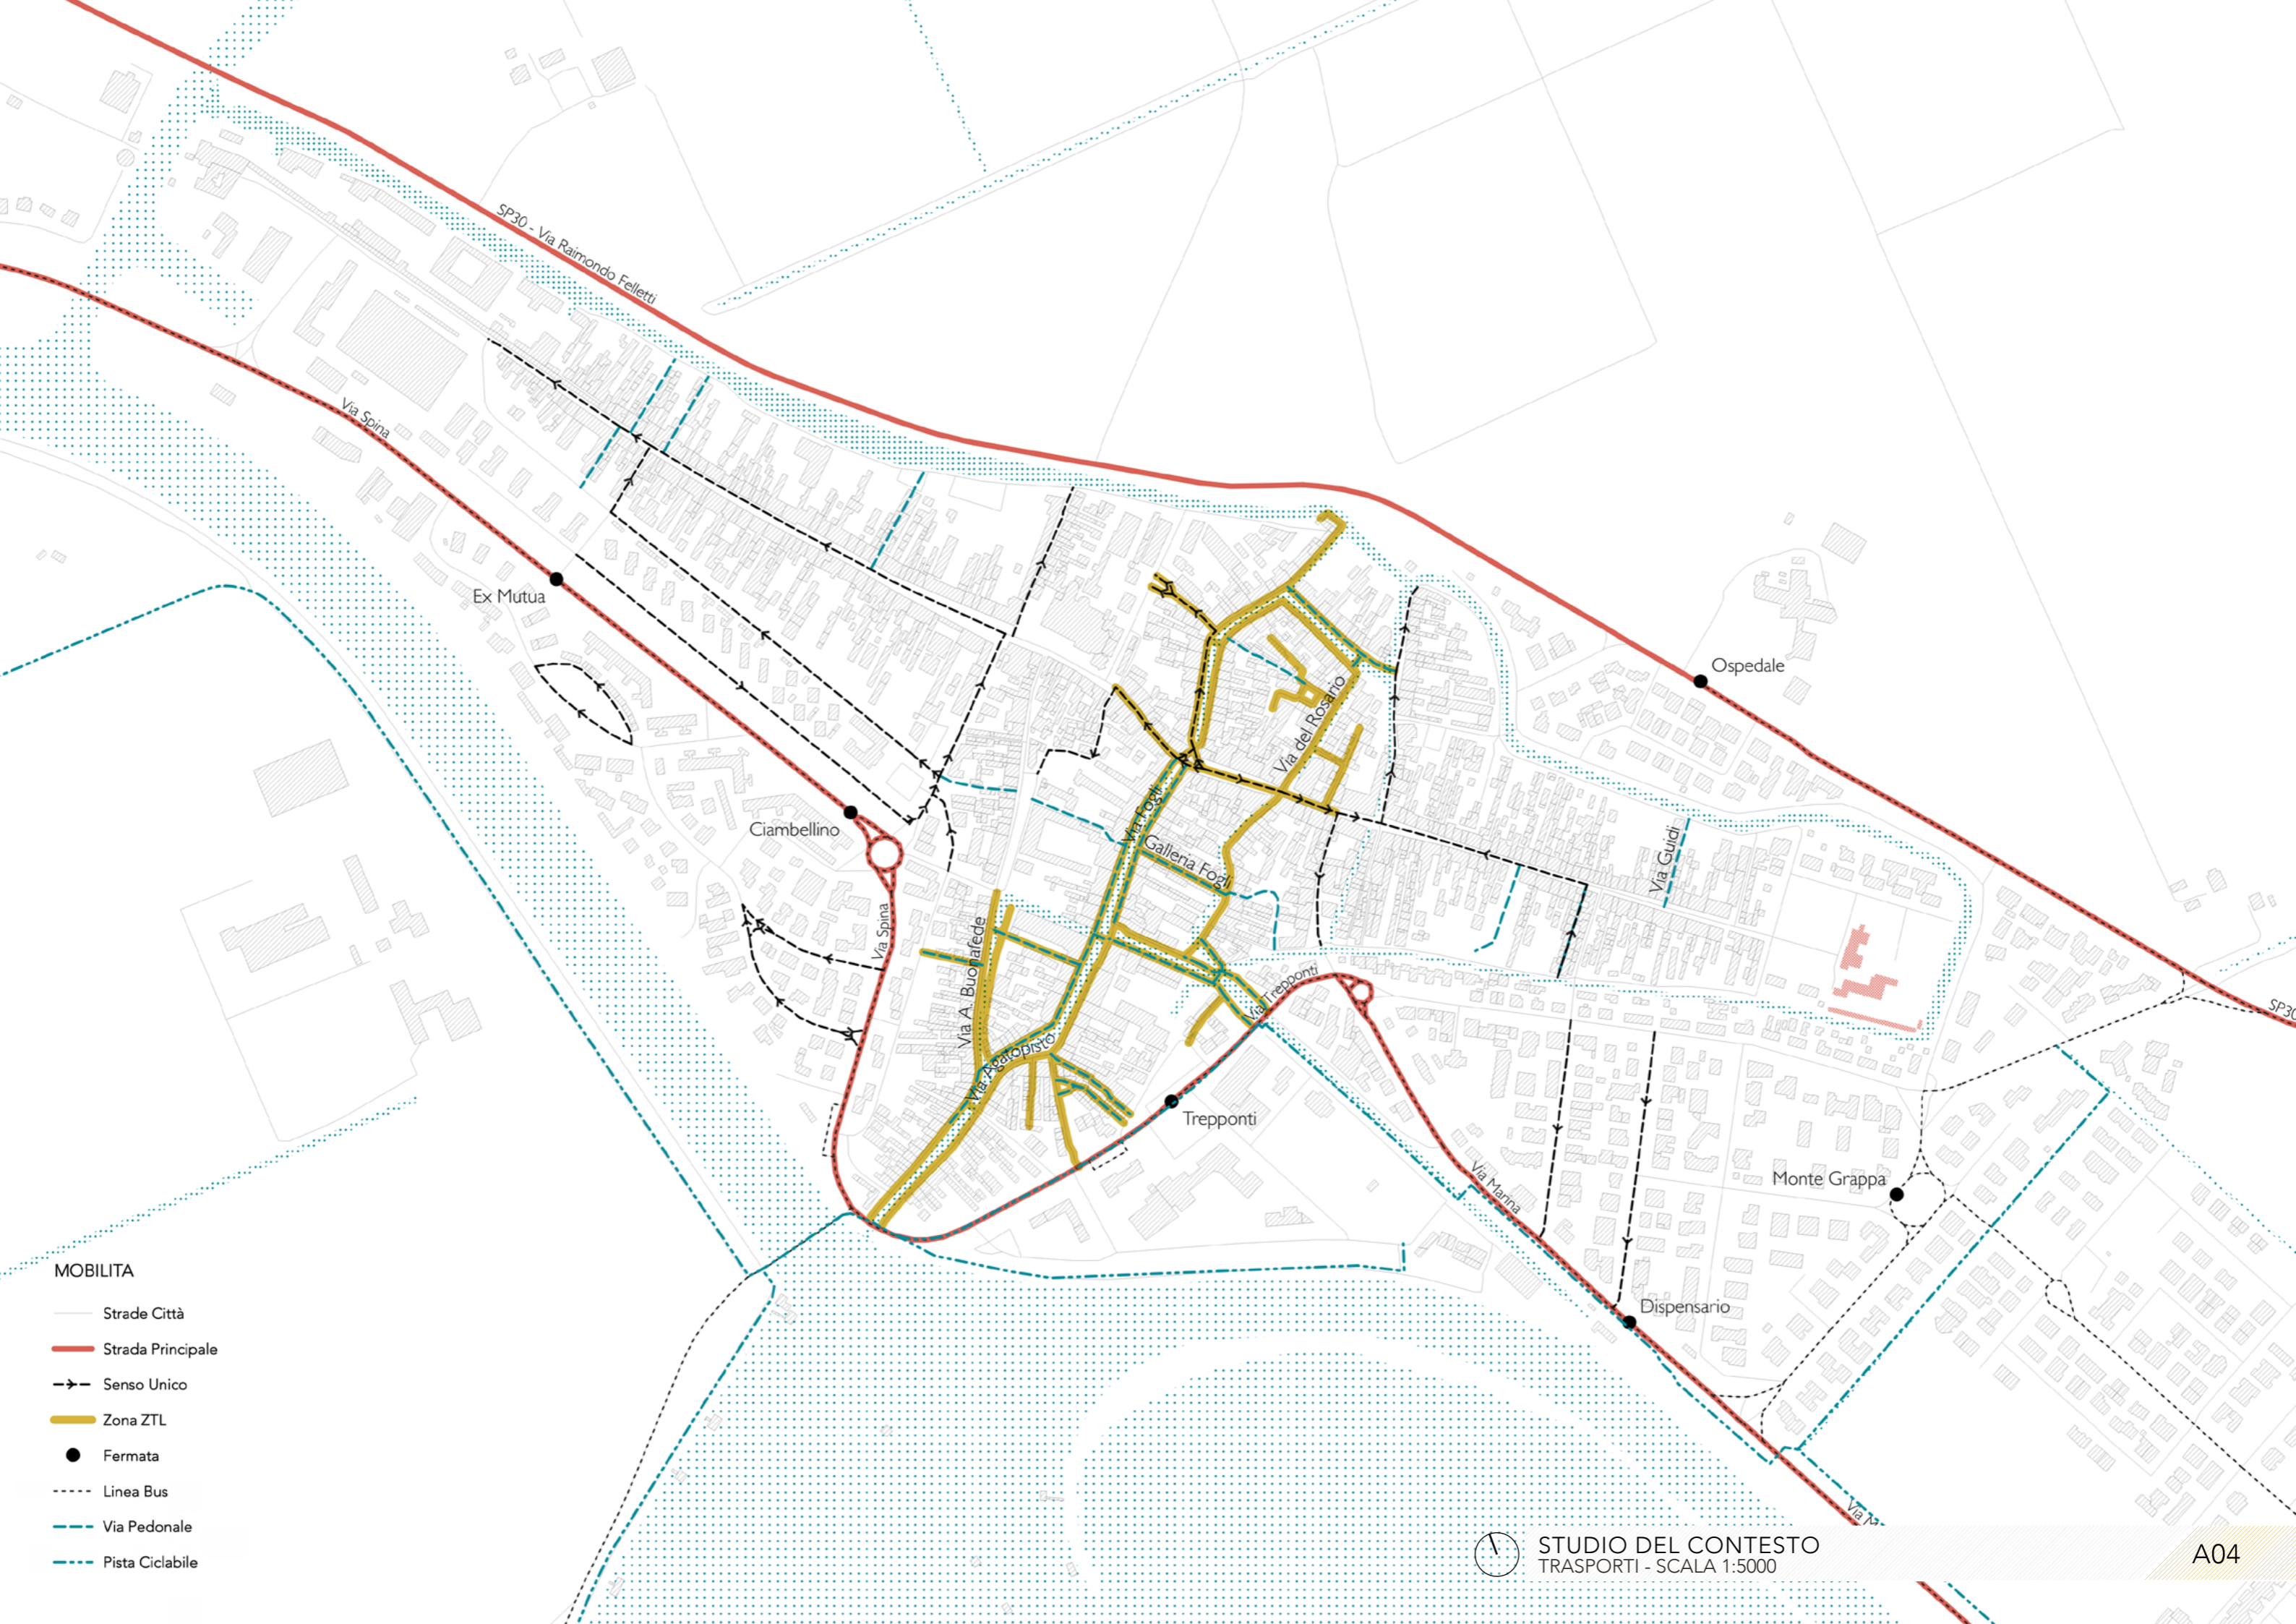 SP30 - Via Raimondo Felletti
Via Spina
Ex Mutua
Ospedale
Via del Rosario
Via Fogli
Ciambellino
Galleria Fogli
Via Guidi
Via Spina
Via A Buonafede
Via Trepponti
SP30
Via Agatopisto
Trepponti
Via Marina
Monte Grappa
Dispensario
Via M
MOBILITA
Strade Città
Strada Principale
Senso Unico
Zona ZTL
Fermata
Linea Bus
Via Pedonale
Pista Ciclabile
STUDIO DEL CONTESTO
TRASPORTI - SCALA 1:5000
A04